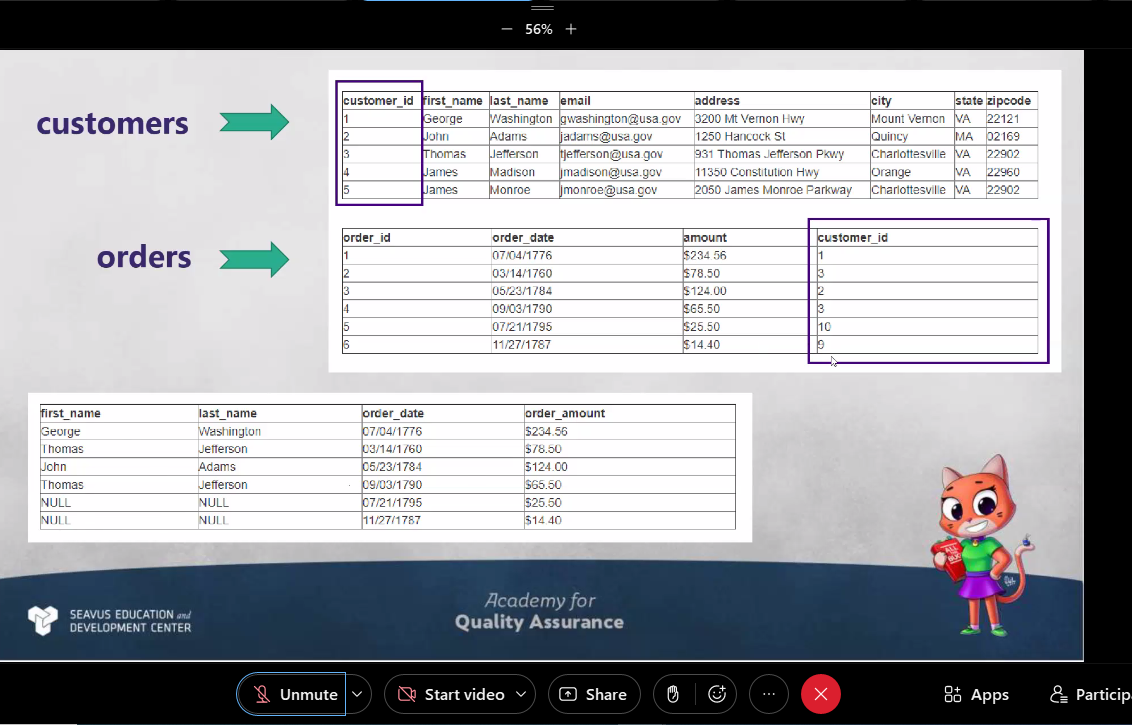 56%
customers
customer_id first_name last_name email address city state zipcode
1 George Washington gwashington@usa.gov 3200 Mt Vernon Hwy Mount Vernon VA 22121
2 John Adams jadams@usa.gov 1250 Hancock St Quincy MA 02169
3 Thomas Jefferson tjefferson@usa.gov 931 Thomas Jefferson Pkwy Charlottesville VA 22902
4 James Madison jmadison@usa.gov 11350 Constitution Hwy Orange VA 22960
5 James Monroe jmonroe@usa.gov 2050 James Monroe Parkway Charlottesville VA 22902
orders
order_id order_date amount customer_id
1 07/04/1776 $234.56 1
2 03/14/1760 $78.50 3
3 05/23/1784 $124.00 2
4 09/03/1790 $65.50 3
5 07/21/1795 $25.50 10
6 11/27/1787 $14.40 9
first_name last_name order_date order_amount
George Washington 07/04/1776 $234.56
Thomas Jefferson 03/14/1760 $78.50
John Adams 05/23/1784 $124.00
Thomas Jefferson 09/03/1790 $65.50
NULL NULL 07/21/1795 $25.50
NULL NULL 11/27/1787 $14.40
SEAVUS EDUCATION and
DEVELOPMENT CENTER
Academy for
Quality Assurance
Unmute
Start video
Share
Apps
Particip